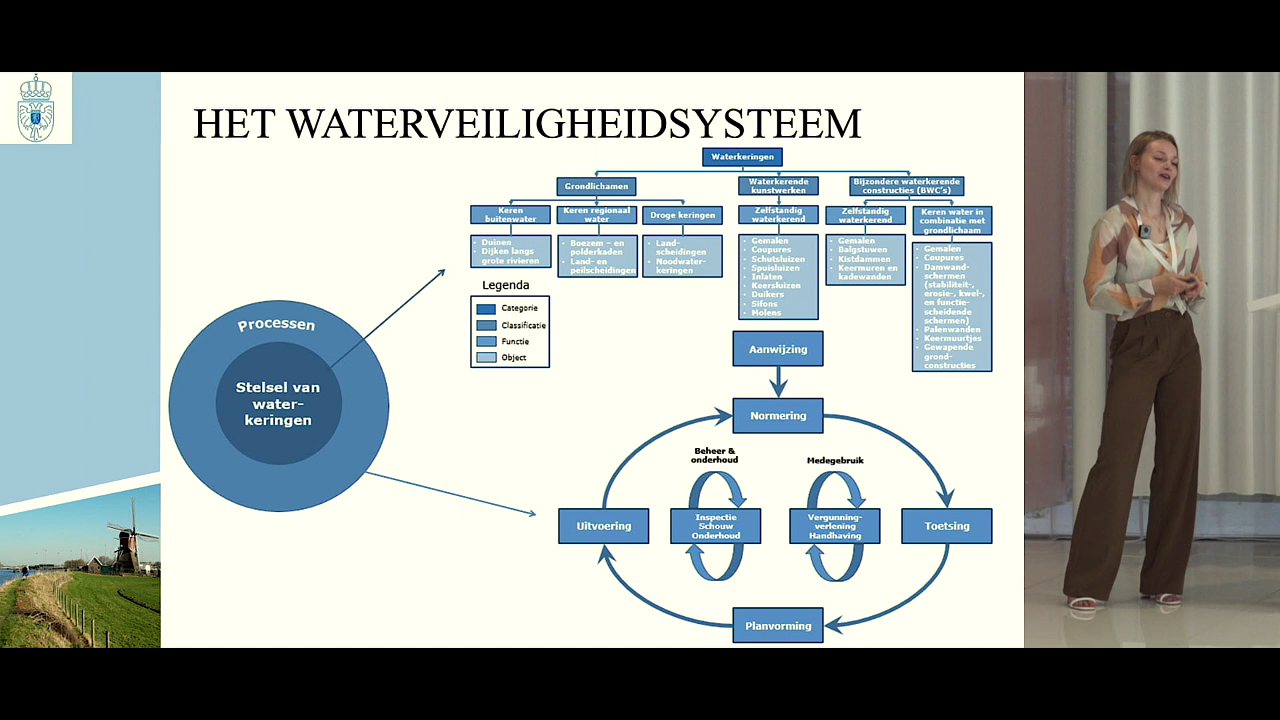 HET WATERVEILIGHEIDSYSTEEM
Waterkeringen
Grondlichamen
Waterkerende
kunstwerken
Bijzondere waterkerende
constructies (BWC's)
Keren
buitenwater
Keren regionaal
water
Droge keringen
Zelfstandig
waterkerend
Zelfstandig
waterkerend
Keren water in
combinatie met
grondlichaam
- Duinen
- Dijken langs
grote rivieren
- Boezem – en
polderkaden
- Land- en
peilscheidingen
- Land-
scheidingen
- Noodwater-
keringen
- Gemalen
- Coupures
- Schutsluizen
- Spuisluizen
- Inlaten
- Keersluizen
- Duikers
- Sifons
- Molens
- Gemalen
- Balgstuwen
- Kistdammen
- Keermuren en
kadewanden
- Gemalen
- Coupures
- Damwand-
schermen
(stabiliteit-,
erosie-, kwel-,
en functie-
scheidende
schermen)
- Palenwanden
- Keermuurtjes
- Gewapende
grond-
constructies
Legenda
Categorie
Classificatie
Functie
Object
Processen
Stelsel van
water-
keringen
Aanwijzing
Normering
Beheer &
onderhoud
Medegebruik
Uitvoering
Inspectie
Schouw
Onderhoud
Vergunning-
verlening
Handhaving
Toetsing
Planvorming